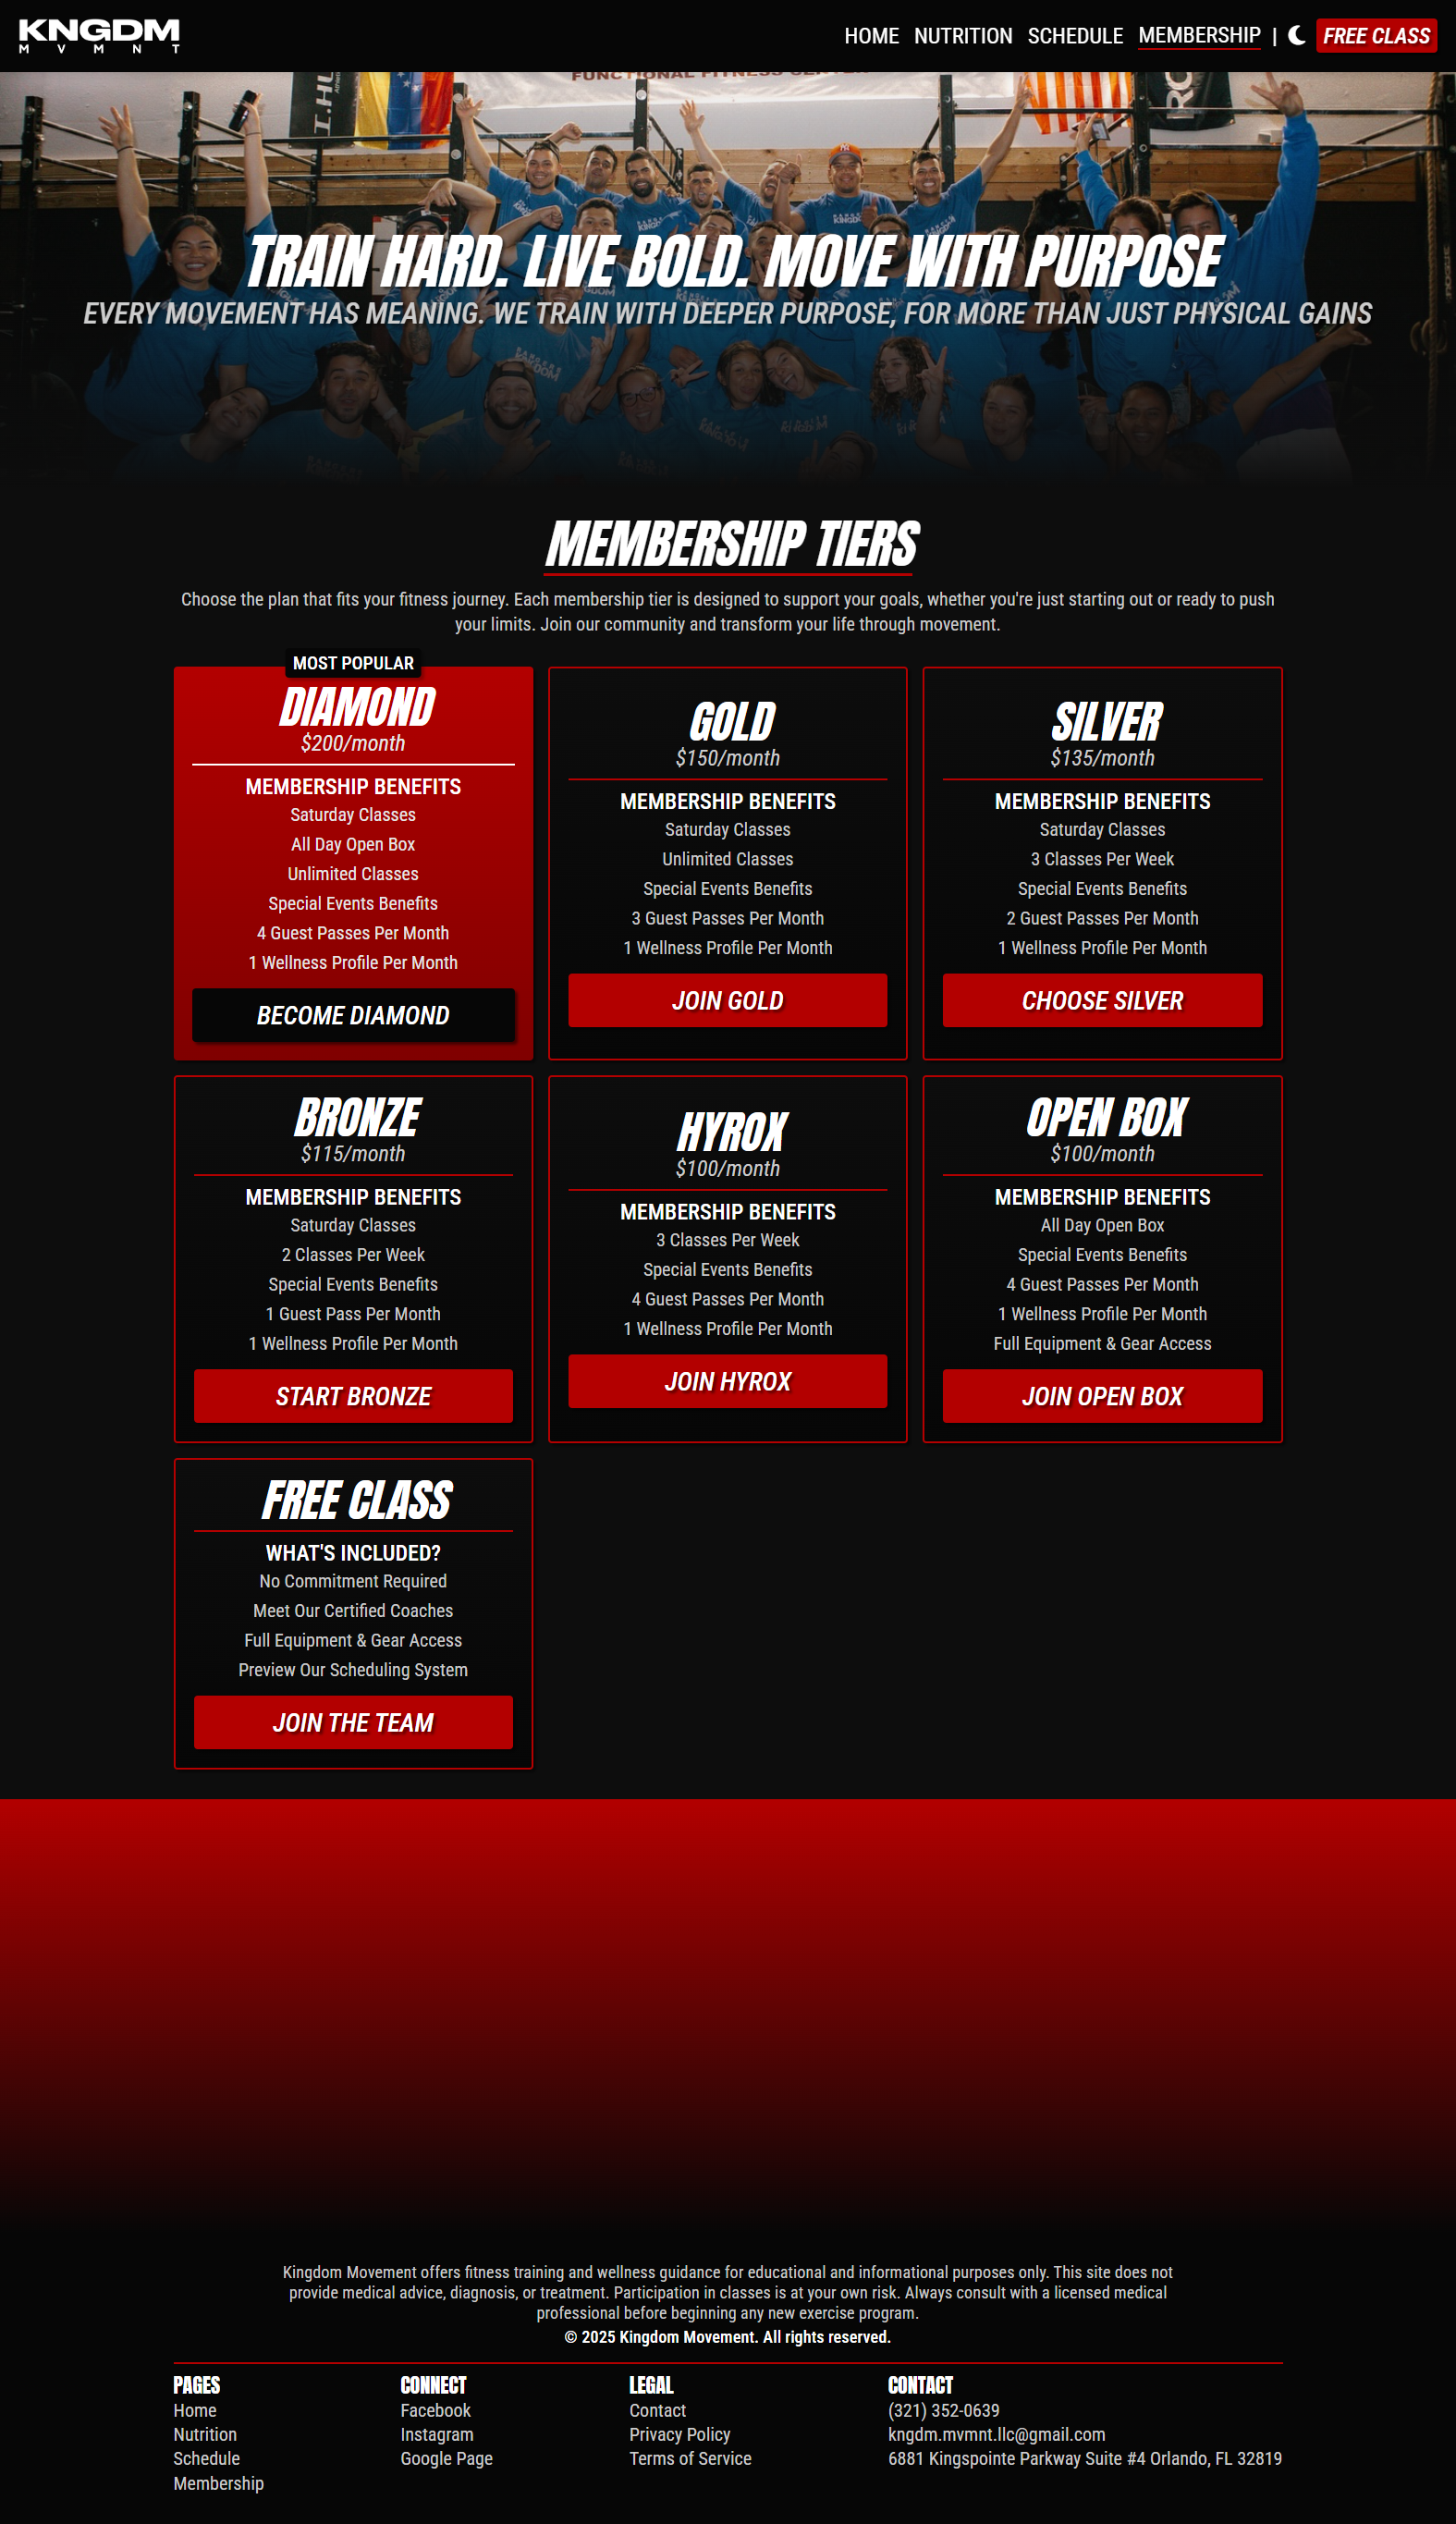 KNGDM
MVMNT
HOME NUTRITION SCHEDULE MEMBERSHIP | FREE CLASS
FUNCTIONAL FITNESS CENTER
TRAIN HARD. LIVE BOLD. MOVE WITH PURPOSE
EVERY MOVEMENT HAS MEANING. WE TRAIN WITH DEEPER PURPOSE, FOR MORE THAN JUST PHYSICAL GAINS
MEMBERSHIP TIERS
Choose the plan that fits your fitness journey. Each membership tier is designed to support your goals, whether you're just starting out or ready to push
your limits. Join our community and transform your life through movement.
MOST POPULAR
DIAMOND
$200/month
MEMBERSHIP BENEFITS
Saturday Classes
All Day Open Box
Unlimited Classes
Special Events Benefits
4 Guest Passes Per Month
1 Wellness Profile Per Month
BECOME DIAMOND
GOLD
$150/month
MEMBERSHIP BENEFITS
Saturday Classes
Unlimited Classes
Special Events Benefits
3 Guest Passes Per Month
1 Wellness Profile Per Month
JOIN GOLD
SILVER
$135/month
MEMBERSHIP BENEFITS
Saturday Classes
3 Classes Per Week
Special Events Benefits
2 Guest Passes Per Month
1 Wellness Profile Per Month
CHOOSE SILVER
BRONZE
$115/month
MEMBERSHIP BENEFITS
Saturday Classes
2 Classes Per Week
Special Events Benefits
1 Guest Pass Per Month
1 Wellness Profile Per Month
START BRONZE
HYROX
$100/month
MEMBERSHIP BENEFITS
3 Classes Per Week
Special Events Benefits
4 Guest Passes Per Month
1 Wellness Profile Per Month
JOIN HYROX
OPEN BOX
$100/month
MEMBERSHIP BENEFITS
All Day Open Box
Special Events Benefits
4 Guest Passes Per Month
1 Wellness Profile Per Month
Full Equipment & Gear Access
JOIN OPEN BOX
FREE CLASS
WHAT'S INCLUDED?
No Commitment Required
Meet Our Certified Coaches
Full Equipment & Gear Access
Preview Our Scheduling System
JOIN THE TEAM
Kingdom Movement offers fitness training and wellness guidance for educational and informational purposes only. This site does not
provide medical advice, diagnosis, or treatment. Participation in classes is at your own risk. Always consult with a licensed medical
professional before beginning any new exercise program.
© 2025 Kingdom Movement. All rights reserved.
PAGES
Home
Nutrition
Schedule
Membership
CONNECT
Facebook
Instagram
Google Page
LEGAL
Contact
Privacy Policy
Terms of Service
CONTACT
(321) 352-0639
kngdm.mvmnt.llc@gmail.com
6881 Kingspointe Parkway Suite #4 Orlando, FL 32819